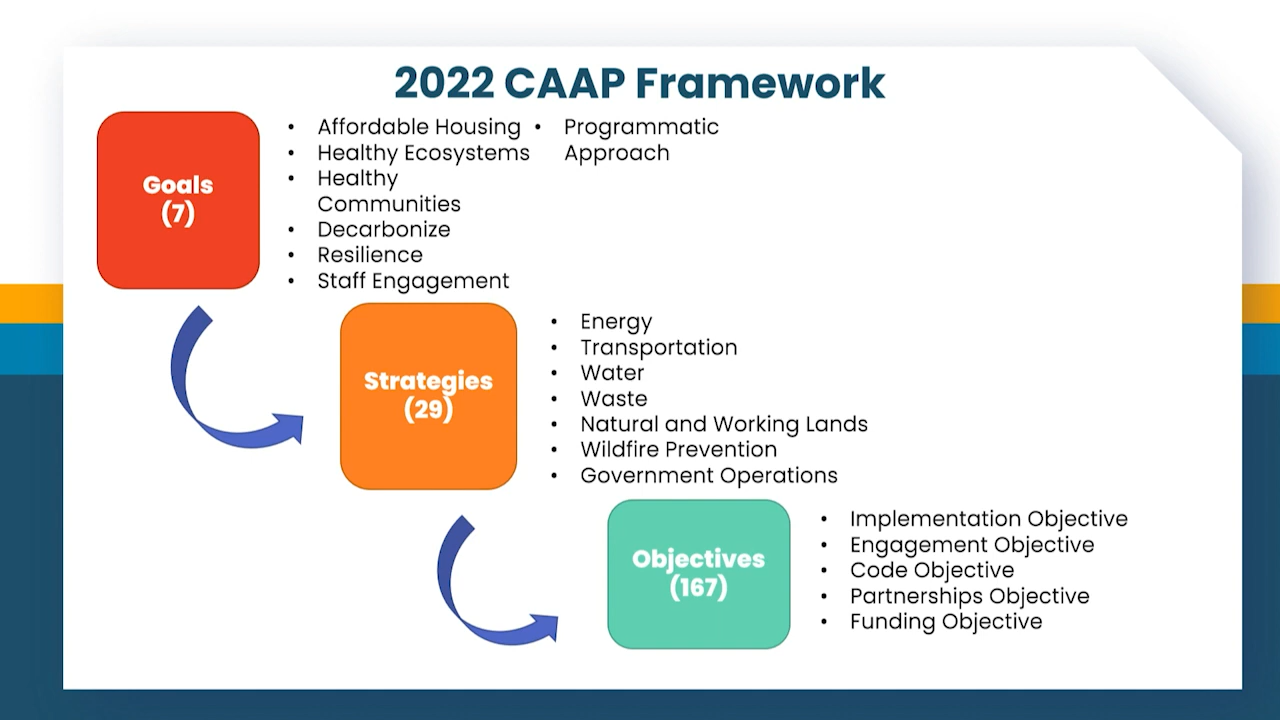 2022 CAAP Framework
Goals
(7)
• Affordable Housing
• Healthy Ecosystems
• Healthy
Communities
• Decarbonize
• Resilience
• Staff Engagement
• Programmatic
Approach
Strategies
(29)
• Energy
• Transportation
• Water
• Waste
• Natural and Working Lands
• Wildfire Prevention
• Government Operations
Objectives
(167)
• Implementation Objective
• Engagement Objective
• Code Objective
• Partnerships Objective
• Funding Objective